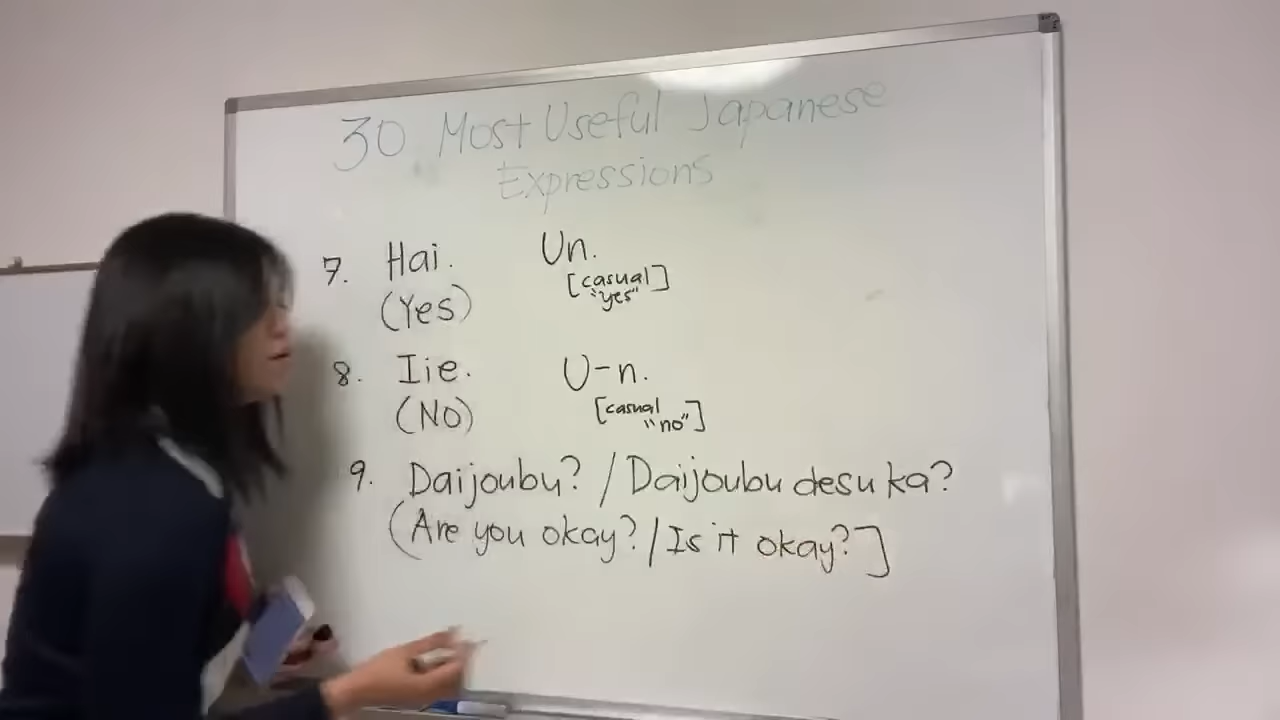 30 Most Useful Japanese
Expressions
7. Hai. Un.
(Yes) [casual
"yes"]
8. Iie. U-n.
(No) [casual
"no"]
9. Daijoubu? / Daijoubu desu ka?
(Are you okay? / Is it okay?]